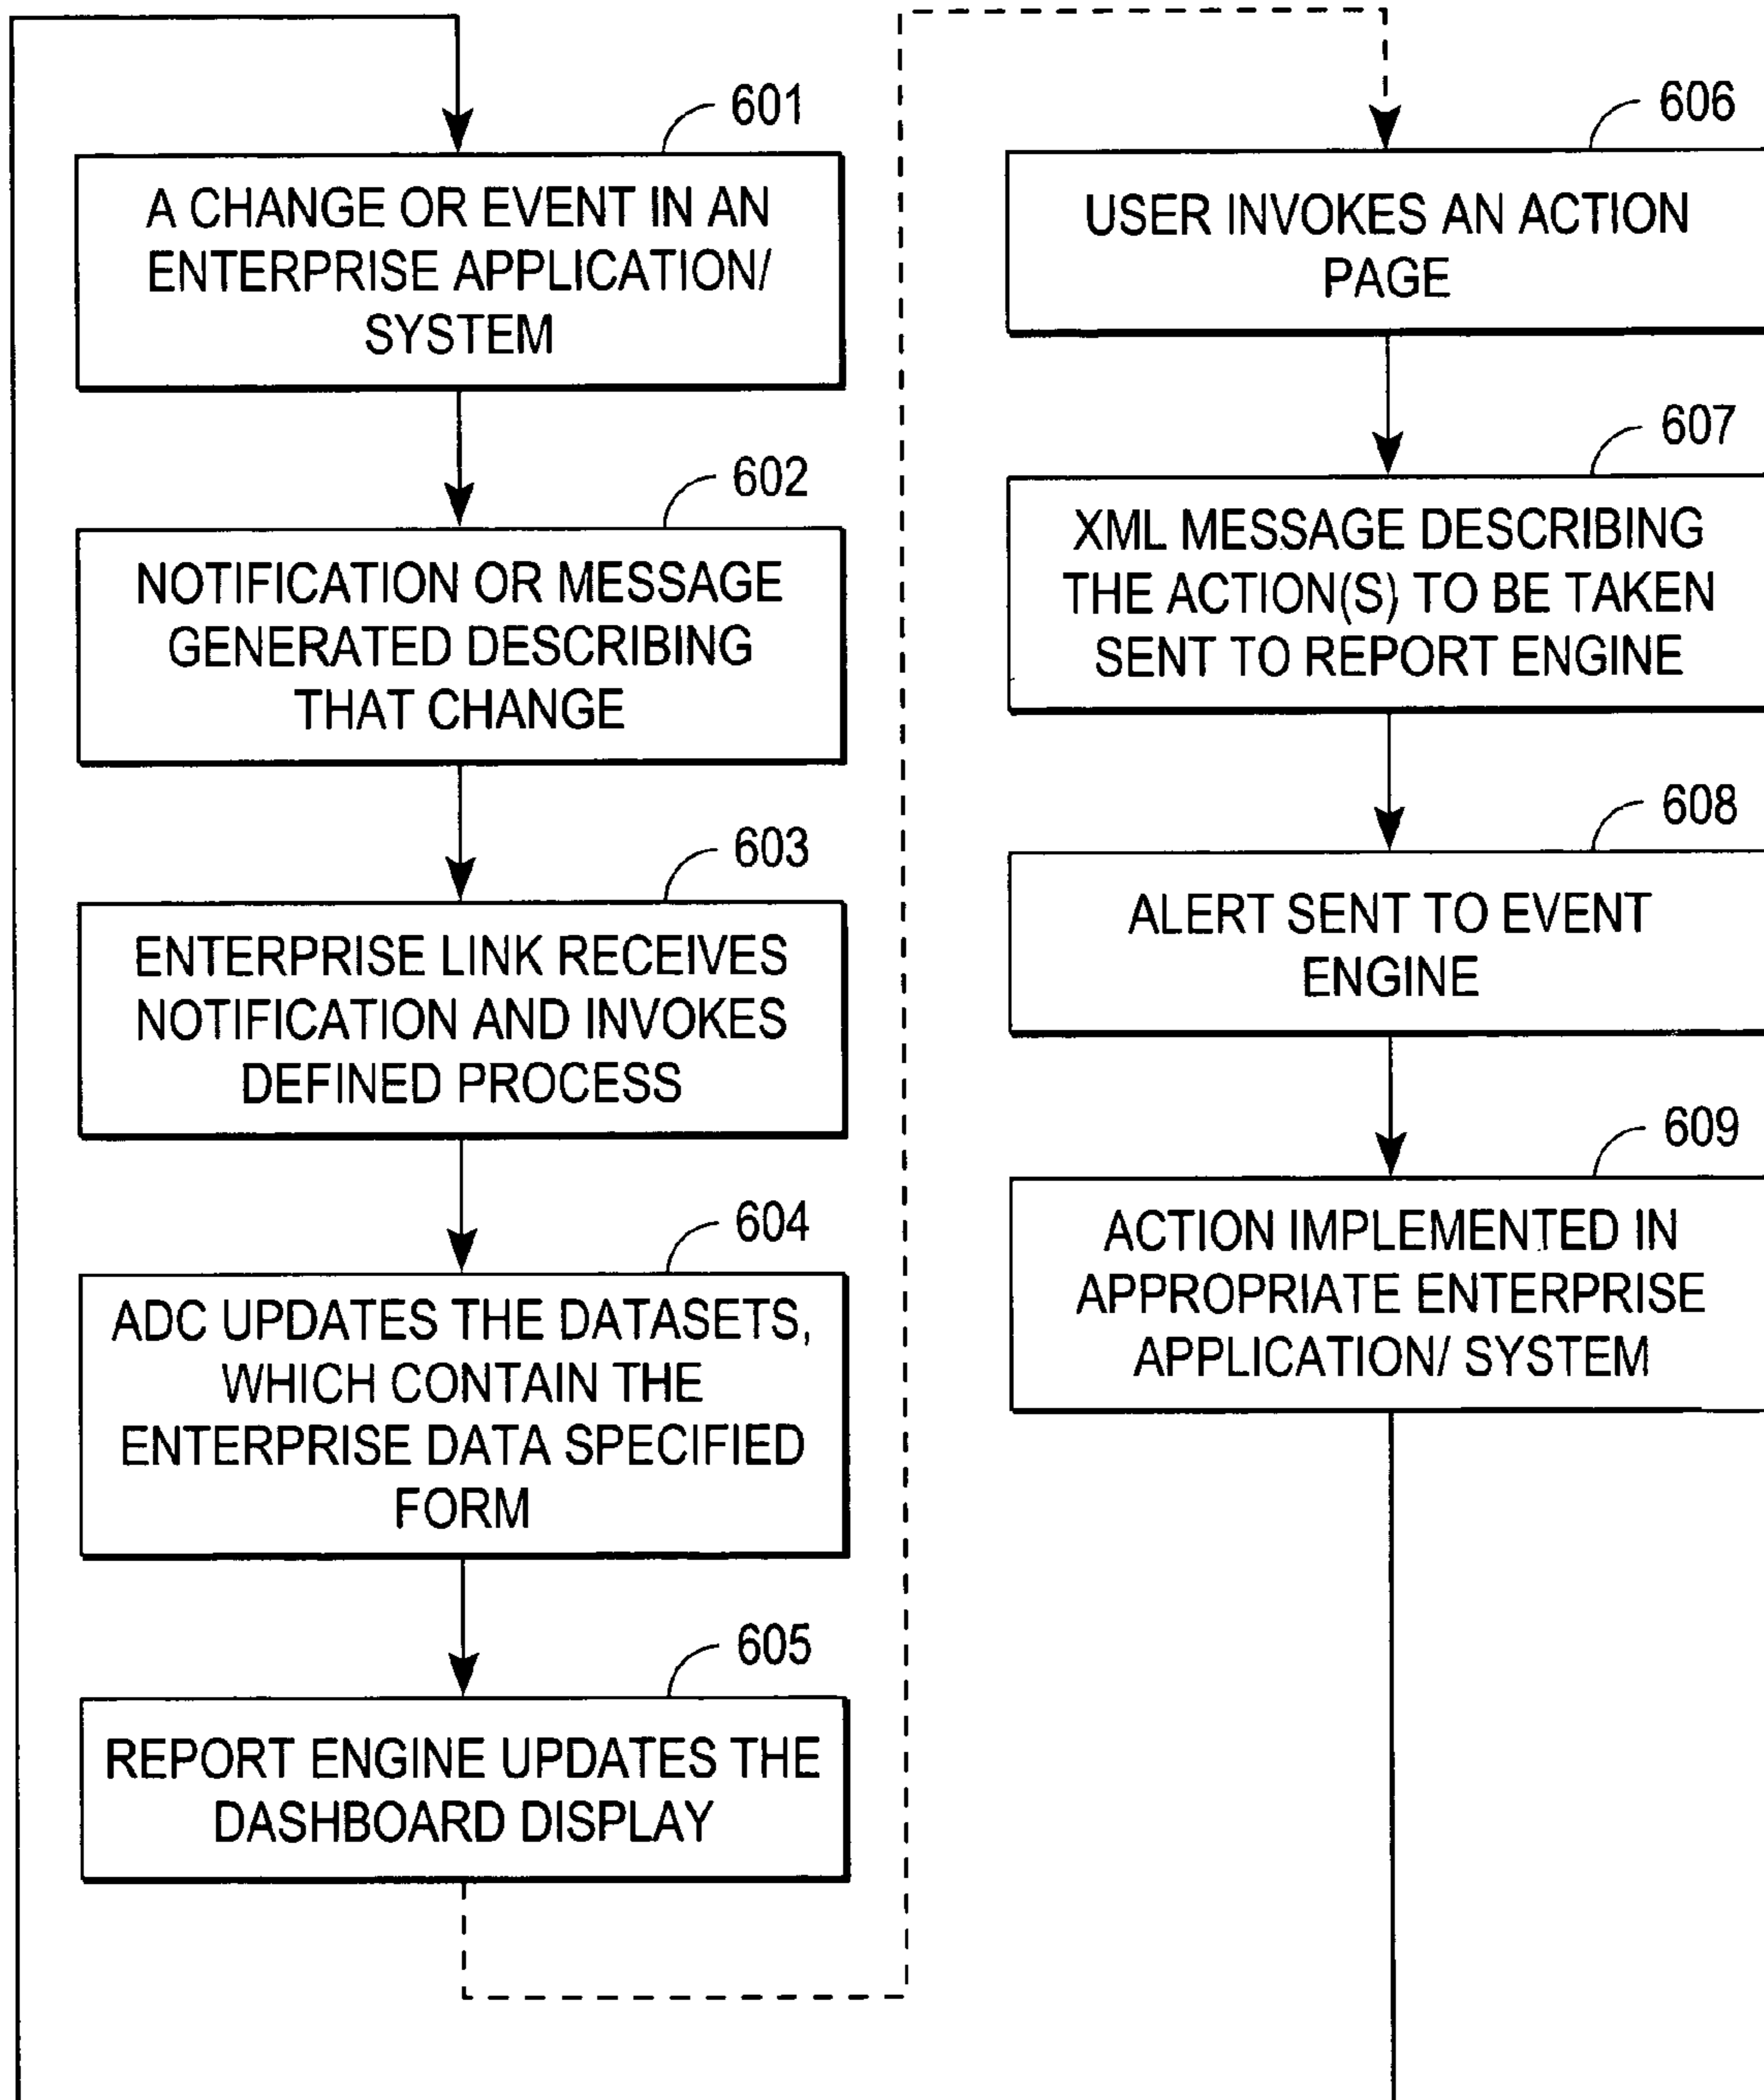 601
A CHANGE OR EVENT IN AN
ENTERPRISE APPLICATION/
SYSTEM
602
NOTIFICATION OR MESSAGE
GENERATED DESCRIBING
THAT CHANGE
603
ENTERPRISE LINK RECEIVES
NOTIFICATION AND INVOKES
DEFINED PROCESS
604
ADC UPDATES THE DATASETS,
WHICH CONTAIN THE
ENTERPRISE DATA SPECIFIED
FORM
605
REPORT ENGINE UPDATES THE
DASHBOARD DISPLAY
606
USER INVOKES AN ACTION
PAGE
607
XML MESSAGE DESCRIBING
THE ACTION(S) TO BE TAKEN
SENT TO REPORT ENGINE
608
ALERT SENT TO EVENT
ENGINE
609
ACTION IMPLEMENTED IN
APPROPRIATE ENTERPRISE
APPLICATION/ SYSTEM